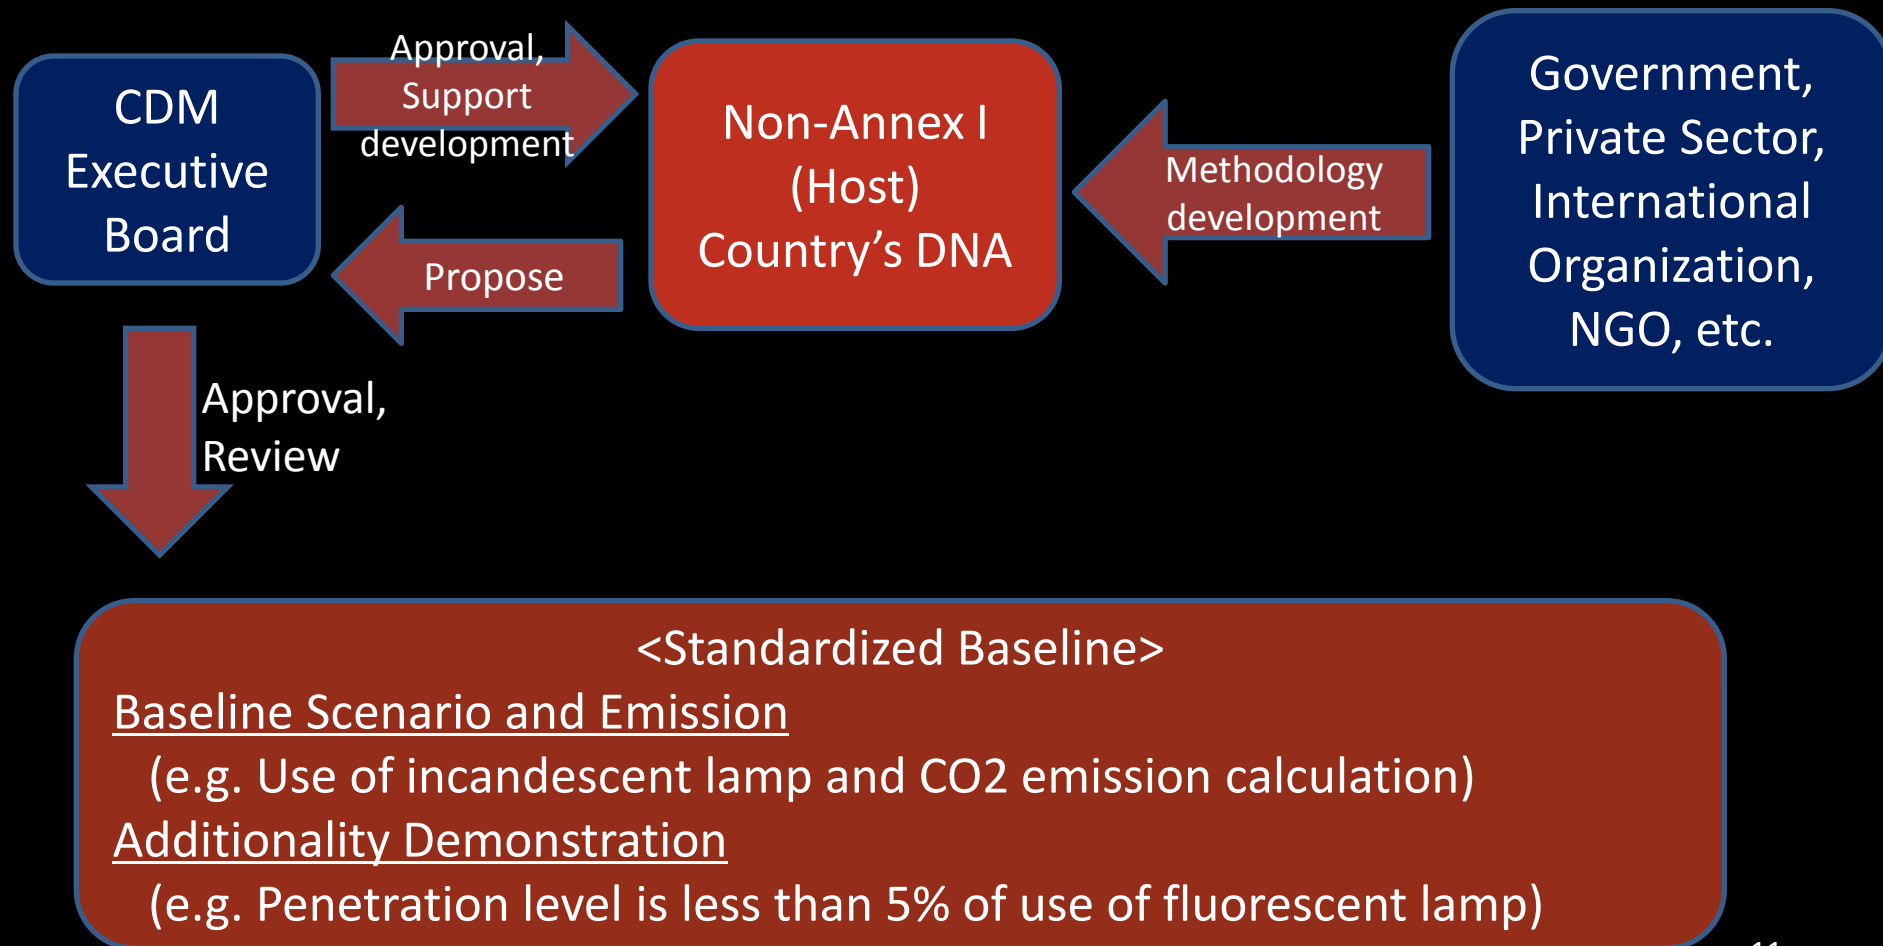 CDM
Executive
Board
Approval,
Support
development
Propose
Non-Annex I
(Host)
Country’s DNA
Methodology
development
Government,
Private Sector,
International
Organization,
NGO, etc.
Approval,
Review
<Standardized Baseline>
Baseline Scenario and Emission
(e.g. Use of incandescent lamp and CO2 emission calculation)
Additionality Demonstration
(e.g. Penetration level is less than 5% of use of fluorescent lamp)